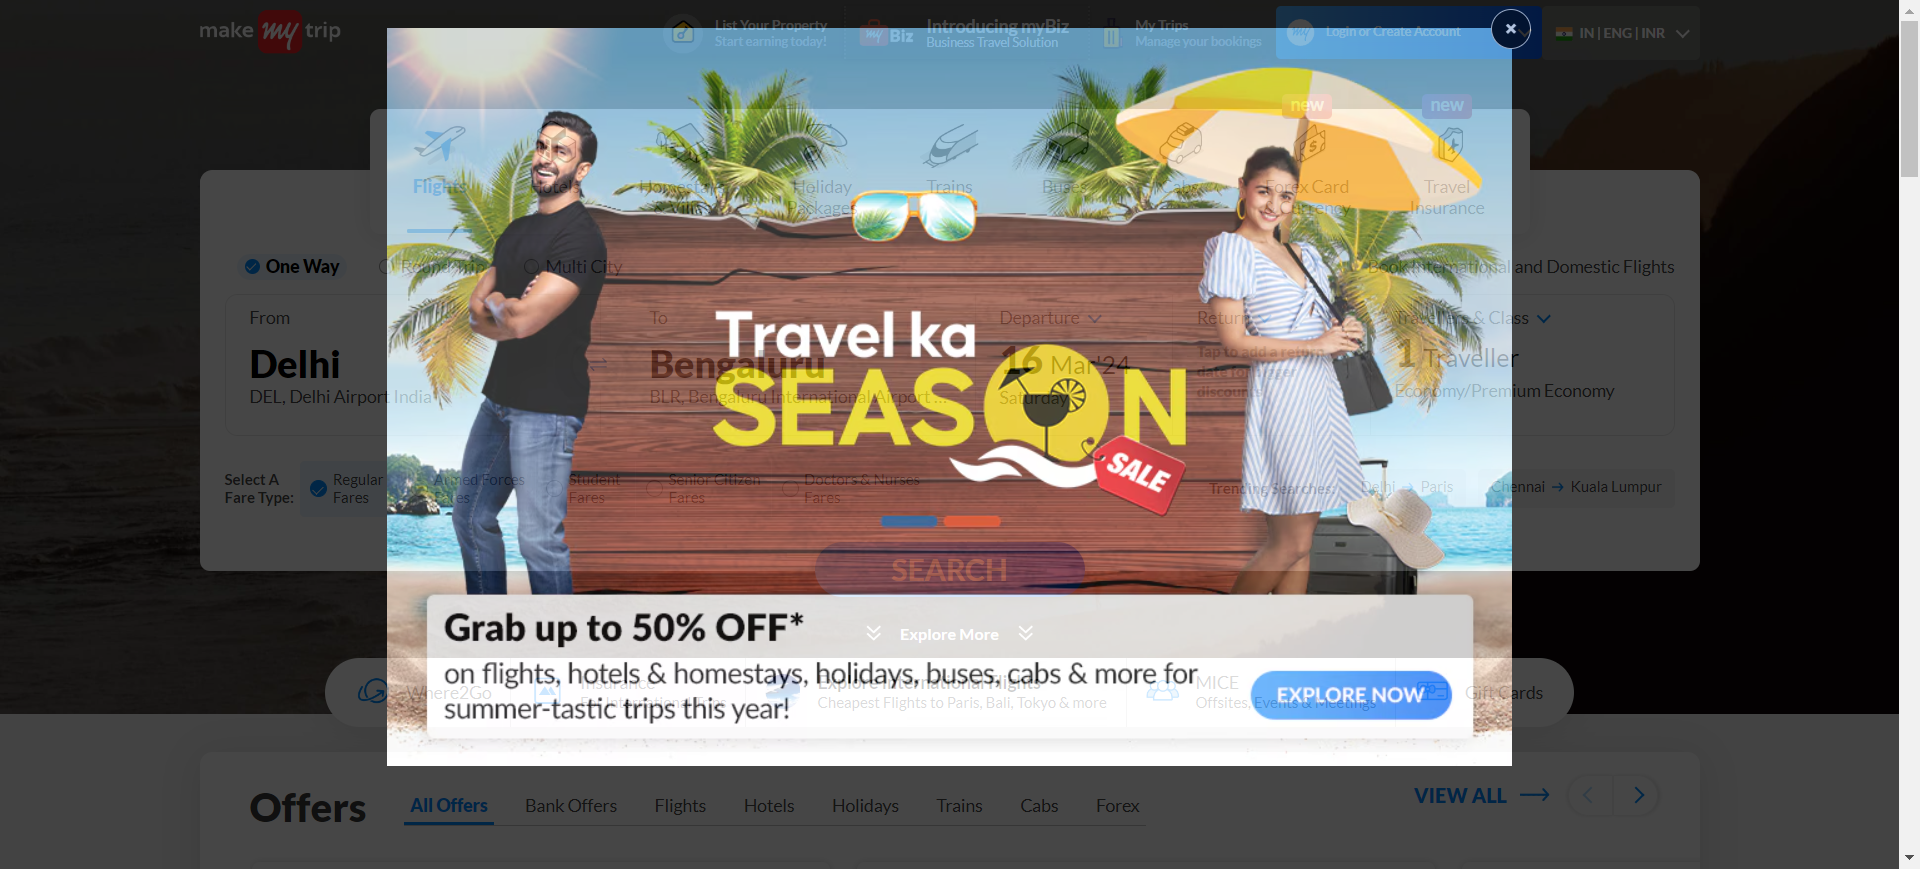 make my trip
List Your Property
Start earning today!
my Biz
Introducing myBiz
Business Travel Solution
My Trips
Manage your bookings
my
Login or Create Account
IN | ENG | INR
new
new
Flights
Hotels
Homestays
& Villas
Holiday
Packages
Trains
Buses
Cabs
Forex Card
& Currency
Travel
Insurance
One Way
Round Trip
Multi City
Book International and Domestic Flights
From
Delhi
DEL, Delhi Airport India
To
Bengaluru
BLR, Bengaluru International Airport ...
Departure
16 Mar'24
Saturday
Return
Tap to add a return
date for bigger
discounts
Travellers & Class
1 Traveller
Economy/Premium Economy
Travel ka
SEASON
SALE
Select A
Fare Type:
Regular
Fares
Armed Forces
Fares
Student
Fares
Senior Citizen
Fares
Doctors & Nurses
Fares
Trending Searches:
Delhi → Paris
Chennai → Kuala Lumpur
SEARCH
Grab up to 50% OFF*
on flights, hotels & homestays, holidays, buses, cabs & more for
summer-tastic trips this year!
EXPLORE NOW
Explore More
Where2Go
Insurance
For International Trips
Explore International Flights
Cheapest Flights to Paris, Bali, Tokyo & more
MICE
Offsites, Events & Meetings
Gift Cards
Offers
All Offers
Bank Offers
Flights
Hotels
Holidays
Trains
Cabs
Forex
VIEW ALL →